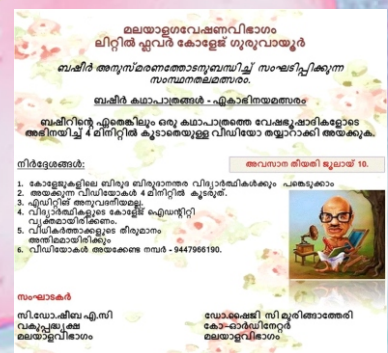 മലയാളഗവേഷണവിഭാഗം
ലിറ്റിൽ ഫ്ലവർ കോളേജ് ഗുരുവായൂർ
ബഷീർ അനുസ്മരണത്തോടനുബന്ധിച്ച് സംഘടിപ്പിക്കുന്ന
സംസ്ഥാനതലമത്സരം.
ബഷീർ കഥാപാത്രങ്ങൾ - ഏകാഭിനയമത്സരം
ബഷീറിന്റെ ഏതെങ്കിലും ഒരു കഥാപാത്രത്തെ വേഷഭൂഷാദികളോടെ
അഭിനയിച്ച് 4 മിനിറ്റിൽ കൂടാതെയുള്ള വീഡിയോ തയ്യാറാക്കി അയക്കുക.
നിർദ്ദേശങ്ങൾ:
അവസാന തിയതി ജൂലായ് 10.
1. കോളേജുകളിലെ ബിരുദ ബിരുദാനന്തര വിദ്യാർത്ഥികൾക്കും പങ്കെടുക്കാം
2. അയക്കുന്ന വീഡിയോകൾ 4 മിനിറ്റിൽ കൂടരുത്.
3. എഡിറ്റിങ് അനുവദനീയമല്ല.
4. വിദ്യാർത്ഥികളുടെ കോളേജ് ഐഡന്റിറ്റി
വ്യക്തമായിരിക്കണം.
5. വിധികർത്താക്കളുടെ തീരുമാനം
അന്തിമമായിരിക്കും
6. വീഡിയോകൾ അയക്കേണ്ട നമ്പർ - 9447966190.
സംഘാടകർ
സി.ഡോ.ഷീബ എ.സി
വകുപ്പദ്ധ്യക്ഷ
മലയാളവിഭാഗം
ഡോ.ഷൈജി സി മുരിങ്ങാത്തേരി
കോ-ഓർഡിനേറ്റർ
മലയാളവിഭാഗം